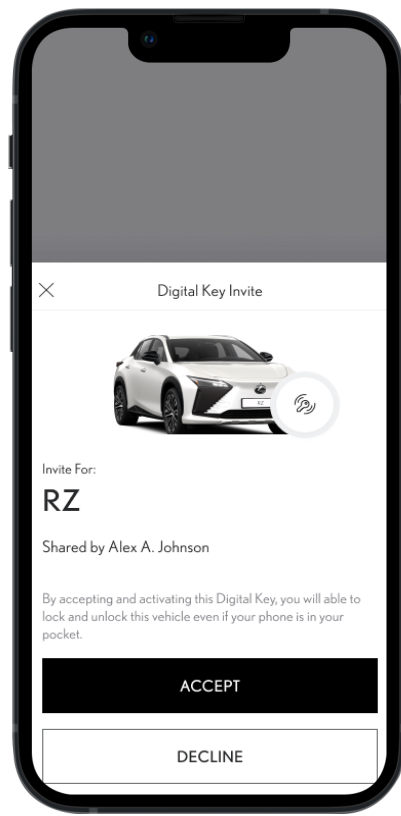 Digital Key Invite
RZ
Invite For:
RZ
Shared by Alex A. Johnson
By accepting and activating this Digital Key, you will able to
lock and unlock this vehicle even if your phone is in your
pocket.
ACCEPT
DECLINE